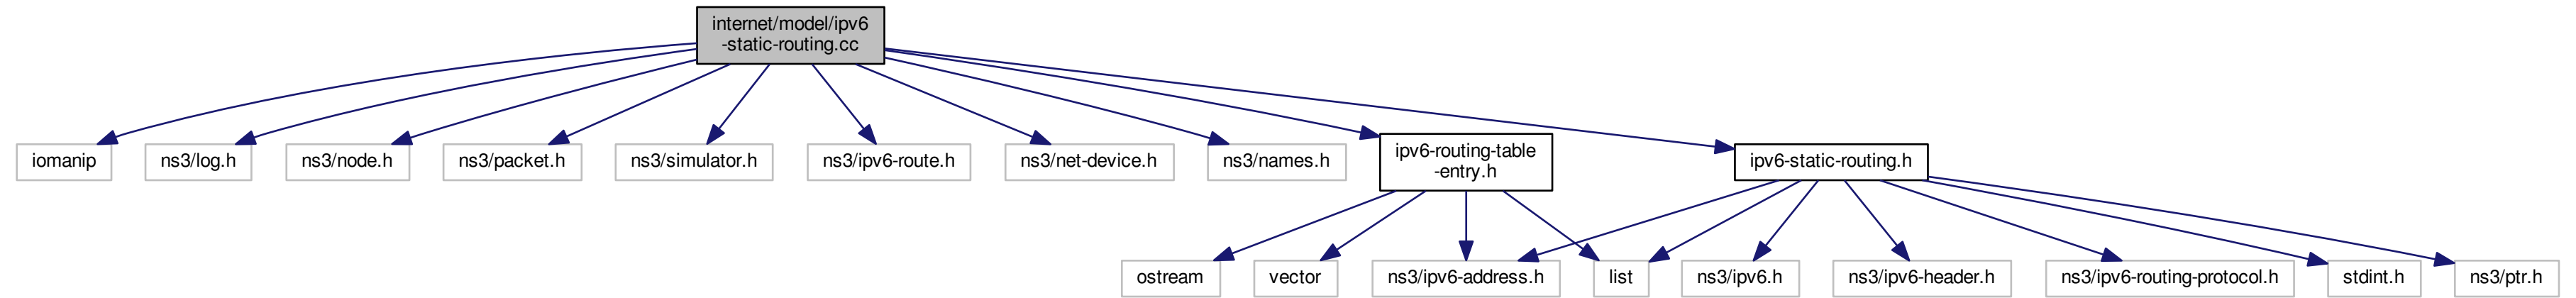 internet/model/ipv6
-static-routing.cc
iomanip
ns3/log.h
ns3/node.h
ns3/packet.h
ns3/simulator.h
ns3/ipv6-route.h
ns3/net-device.h
ns3/names.h
ipv6-routing-table
-entry.h
ipv6-static-routing.h
ostream
vector
ns3/ipv6-address.h
list
ns3/ipv6.h
ns3/ipv6-header.h
ns3/ipv6-routing-protocol.h
stdint.h
ns3/ptr.h